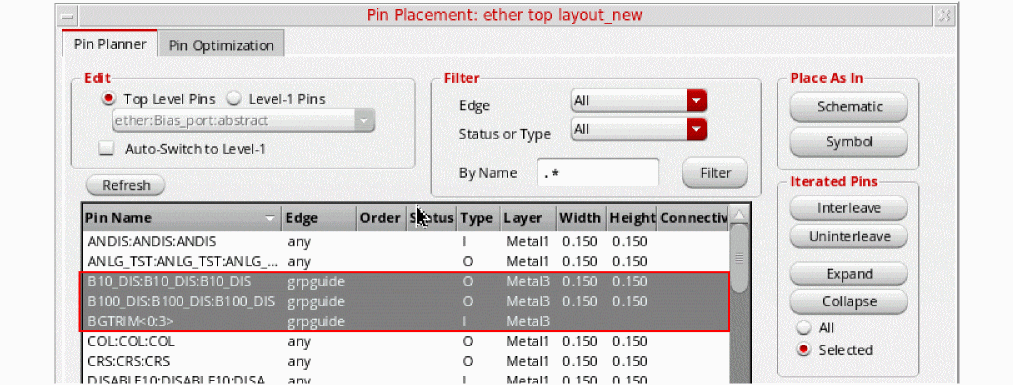 Pin Placement: ether top layout_new
Pin Planner Pin Optimization
Edit
Top Level Pins Level-1 Pins
ether:Bias_port:abstract
Auto-Switch to Level-1
Refresh
Filter
Edge All
Status or Type All
By Name .* Filter
Place As In
Schematic
Symbol
Iterated Pins
Interleave
Uninterleave
Expand
Collapse
All
Selected
Pin Name Edge Order Status Type Layer Width Height Connectiv
ANDIS:ANDIS:ANDIS any I Metal1 0.150 0.150
ANLG_TST:ANLG_TST:ANLG_... any O Metal1 0.150 0.150
B10_DIS:B10_DIS:B10_DIS grpguide O Metal3 0.150 0.150
B100_DIS:B100_DIS:B100_DIS grpguide O Metal3 0.150 0.150
BGTRIM<0:3> grpguide I Metal3
COL:COL:COL any O Metal1 0.150 0.150
CRS:CRS:CRS any O Metal1 0.150 0.150
DISABLE10:DISABLE10:DISA any I Metal1 0.150 0.150